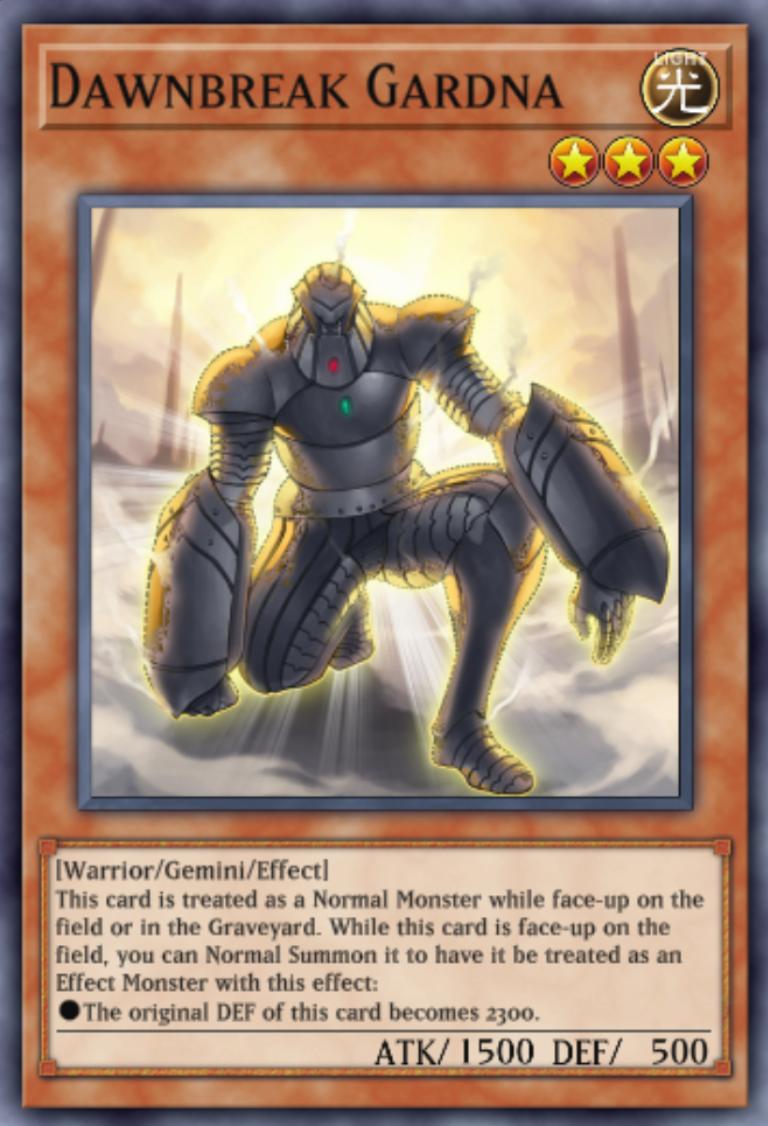 DAWNBREAK GARDNA
LIGHT
光
[Warrior/Gemini/Effect]
This card is treated as a Normal Monster while face-up on the
field or in the Graveyard. While this card is face-up on the
field, you can Normal Summon it to have it be treated as an
Effect Monster with this effect:
●The original DEF of this card becomes 2300.
ATK/ 1500 DEF/ 500